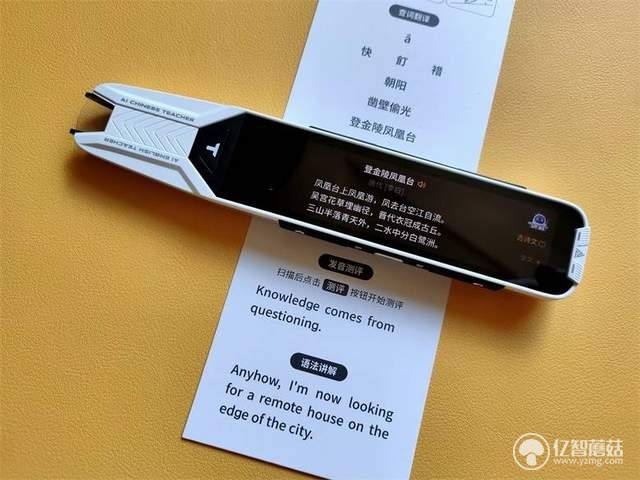 查词翻译
ā
快 飣 褚
朝阳
凿壁偷光
登金陵凤凰台
AI CHINESE TEACHER
AI ENGLISH TEACHER
T
登金陵凤凰台
唐代 [李白]
凤凰台上凤凰游,凤去台空江自流。
吴宫花草埋幽径,晋代衣冠成古丘。
三山半落青天外,二水中分白鹭洲。
古诗文
发音测评
扫描后点击 测评 按钮开始测评
Knowledge comes from
questioning.
语法讲解
Anyhow, I'm now looking
for a remote house on the
edge of the city.
亿智蘑菇
www.yzmg.com